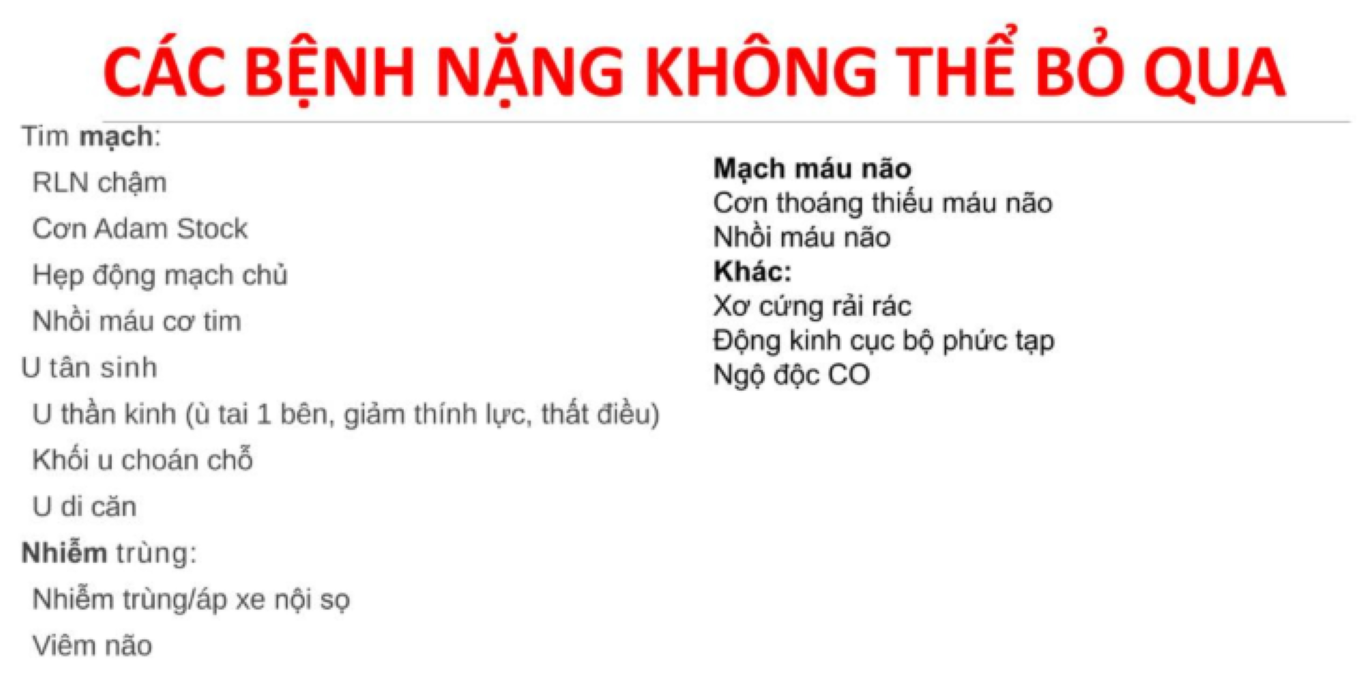 CÁC BỆNH NẶNG KHÔNG THỂ BỎ QUA
Tim mạch:
RLN chậm
Cơn Adam Stock
Hẹp động mạch chủ
Nhồi máu cơ tim
U tân sinh
U thần kinh (ù tai 1 bên, giảm thính lực, thất điều)
Khối u choán chỗ
U di căn
Nhiễm trùng:
Nhiễm trùng/áp xe nội sọ
Viêm não
Mạch máu não
Cơn thoáng thiếu máu não
Nhồi máu não
Khác:
Xơ cứng rải rác
Động kinh cục bộ phức tạp
Ngộ độc CO